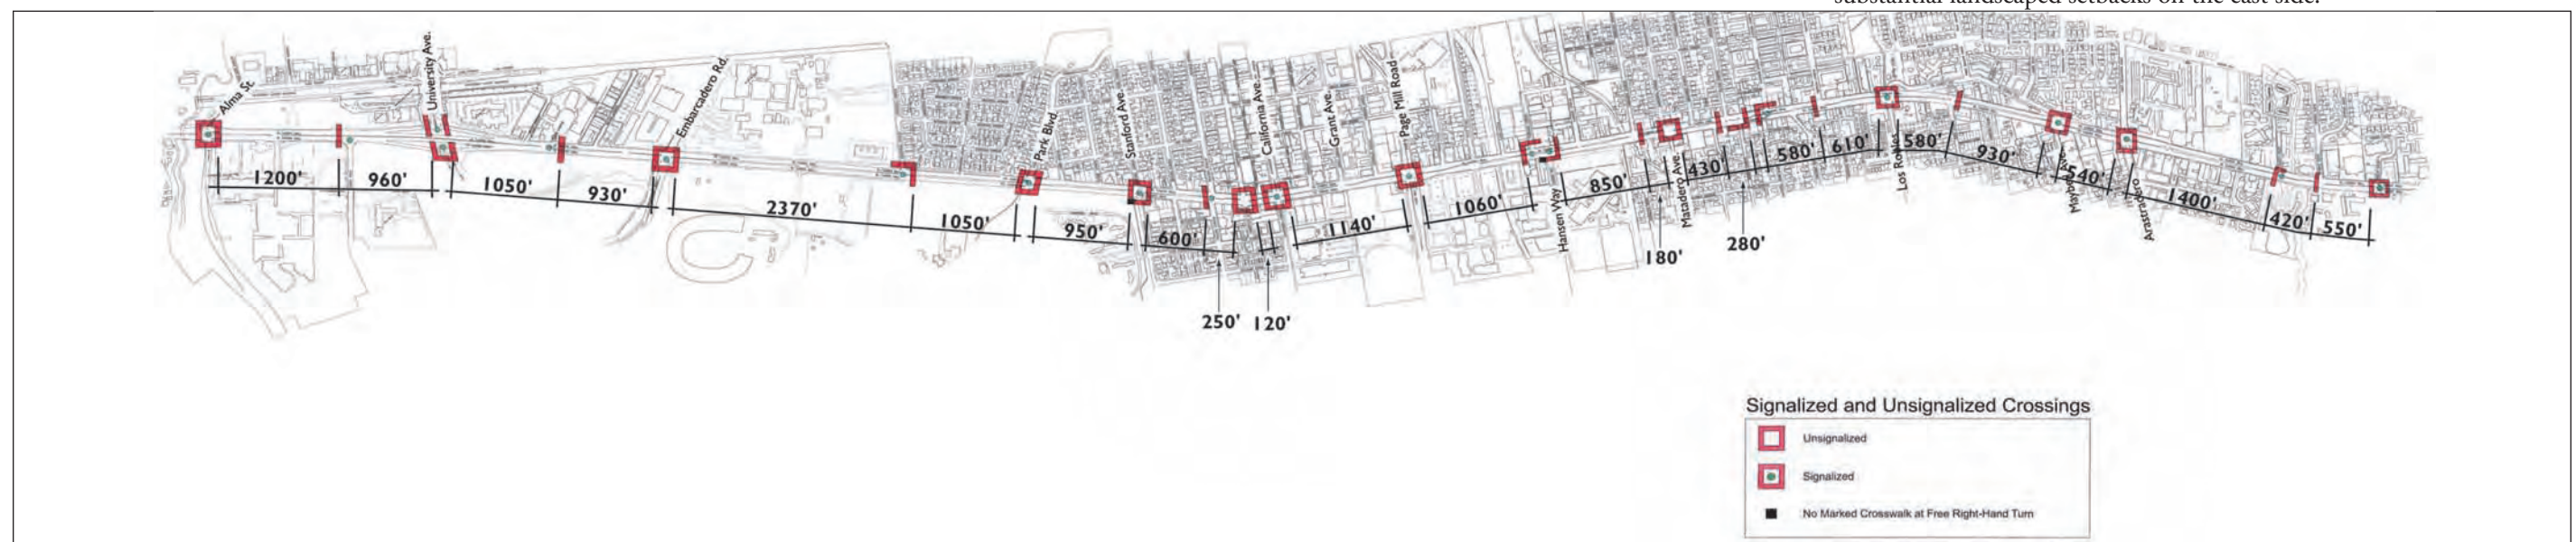 substantial landscaped setbacks on the east side.
Alma St.
University Ave.
Embarcadero Rd.
Park Blvd.
Stanford Ave.
California Ave.
Grant Ave.
Page Mill Road
Hansen Way
Matadero Ave.
Los Robles
Maybell Ave.
Arastradero
1200'
960'
1050'
930'
2370'
1050'
950'
600'
250'
120'
1140'
1060'
850'
180'
430'
280'
580'
610'
580'
930'
540'
1400'
420'
550'
Signalized and Unsignalized Crossings
Unsignalized
Signalized
No Marked Crosswalk at Free Right-Hand Turn